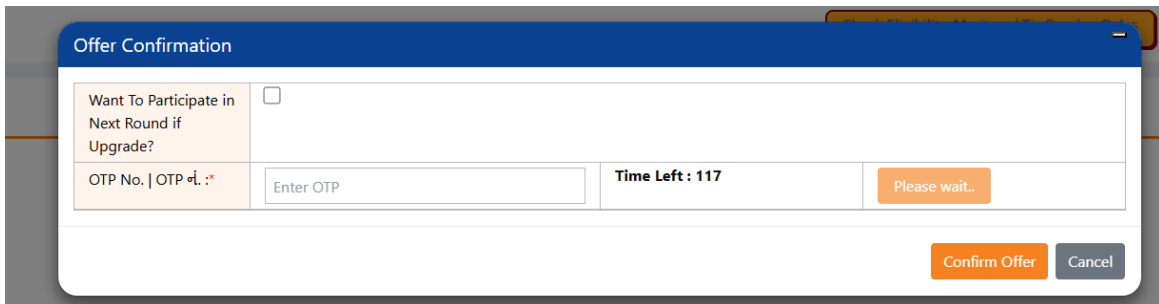 Offer Confirmation
Want To Participate in
Next Round if
Upgrade?
OTP No. | OTP નં. :*
Enter OTP
Time Left : 117
Please wait..
Confirm Offer
Cancel